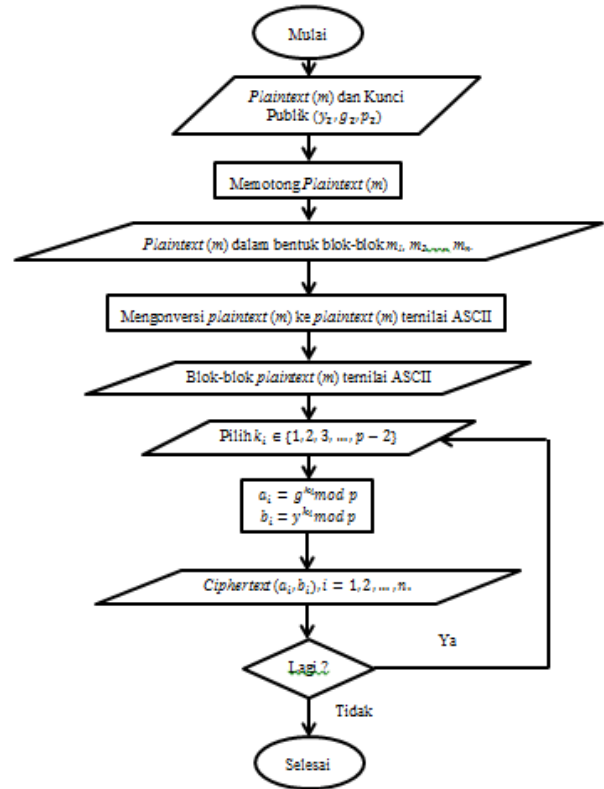 Mulai
Plaintext (m) dan Kunci
Publik (y₂, g₂, p₂)
Memotong Plaintext (m)
Plaintext (m) dalam bentuk blok-blok mᵢ, m₂,...., mₙ.
Mengonversi plaintext (m) ke plaintext (m) ternilai ASCII
Blok-blok plaintext (m) ternilai ASCII
Pilih kᵢ ∈ {1, 2, 3, ..., p − 2}
aᵢ = g^kᵢ mod p
bᵢ = y^kᵢ mod p
Ciphertext (aᵢ, bᵢ), i = 1, 2, ..., n.
Ya
Lagi ?
Tidak
Selesai